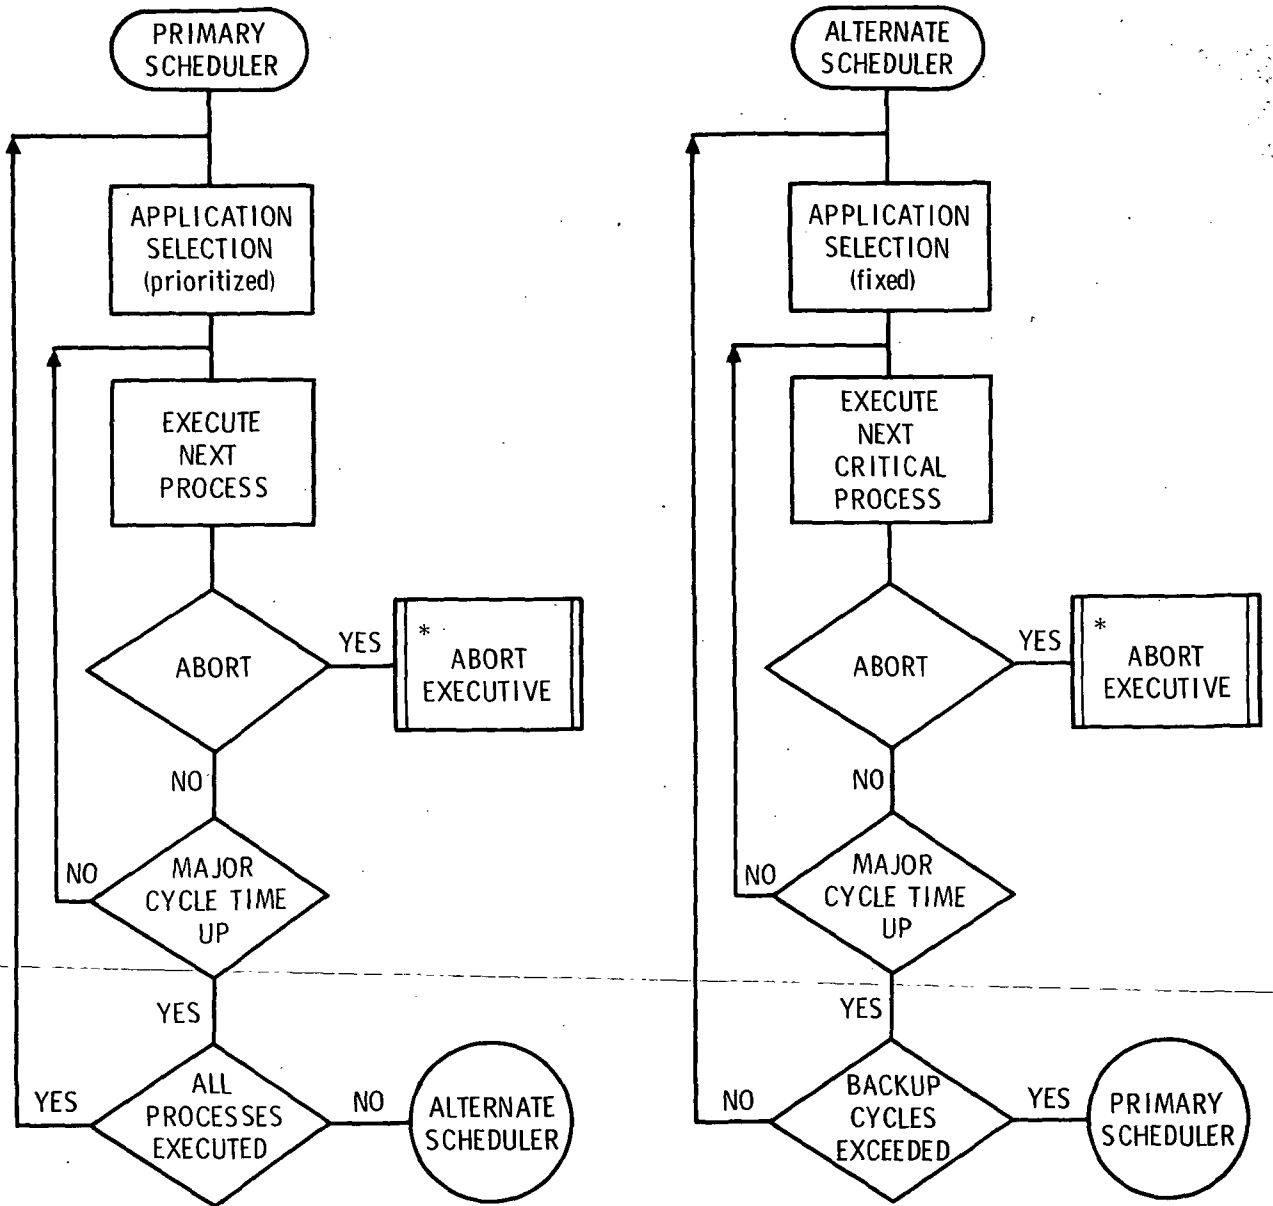 PRIMARY
SCHEDULER
APPLICATION
SELECTION
(prioritized)
EXECUTE
NEXT
PROCESS
ABORT
YES
*
ABORT
EXECUTIVE
NO
MAJOR
CYCLE TIME
UP
NO
YES
ALL
PROCESSES
EXECUTED
YES
NO
ALTERNATE
SCHEDULER
ALTERNATE
SCHEDULER
APPLICATION
SELECTION
(fixed)
EXECUTE
NEXT
CRITICAL
PROCESS
ABORT
YES
*
ABORT
EXECUTIVE
NO
MAJOR
CYCLE TIME
UP
NO
YES
BACKUP
CYCLES
EXCEEDED
NO
YES
PRIMARY
SCHEDULER